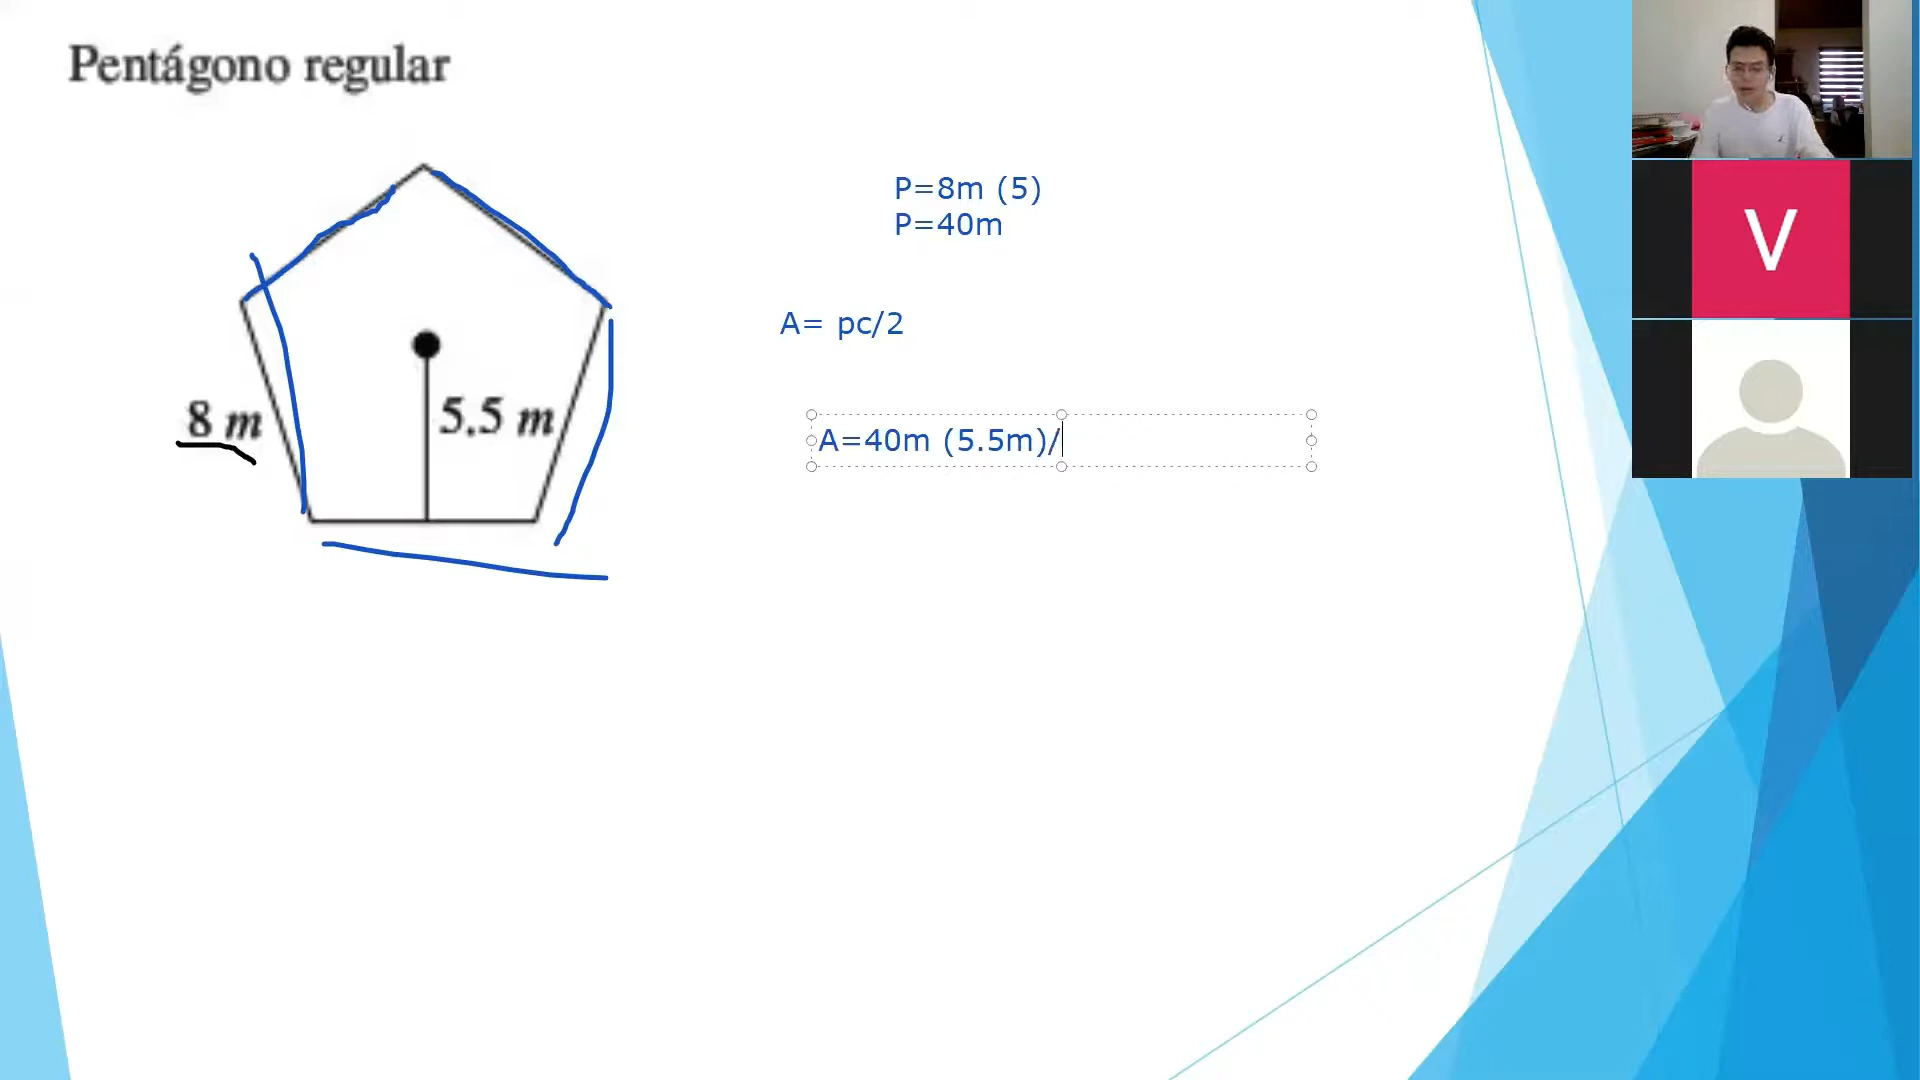 Pentágono regular
P=8m (5)
P=40m
A= pc/2
8 m
5.5 m
A=40m (5.5m)/
V